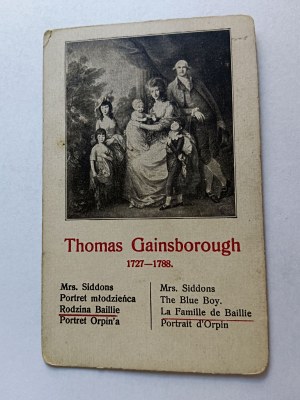 Thomas Gainsborough
1727—1788.
Mrs. Siddons
Portret młodzieńca
Rodzina Baillie
Portret Orpin'a
Mrs. Siddons
The Blue Boy.
La Famille de Baillie
Portrait d'Orpin